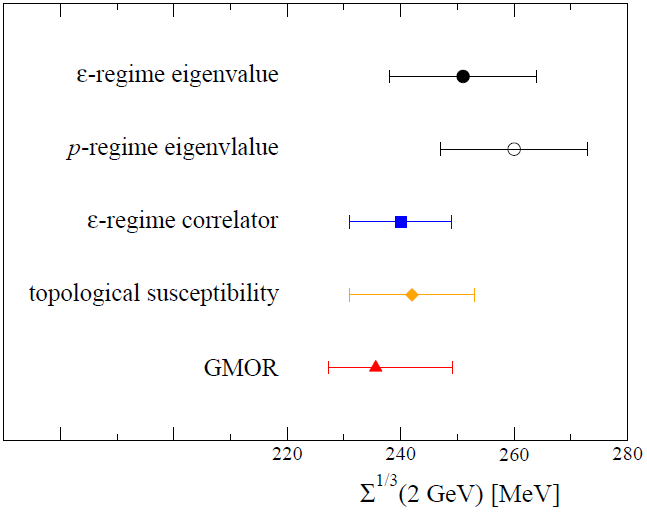 ε-regime eigenvalue
p-regime eigenvlalue
ε-regime correlator
topological susceptibility
GMOR
220 240 260 280
Σ^1/3(2 GeV) [MeV]